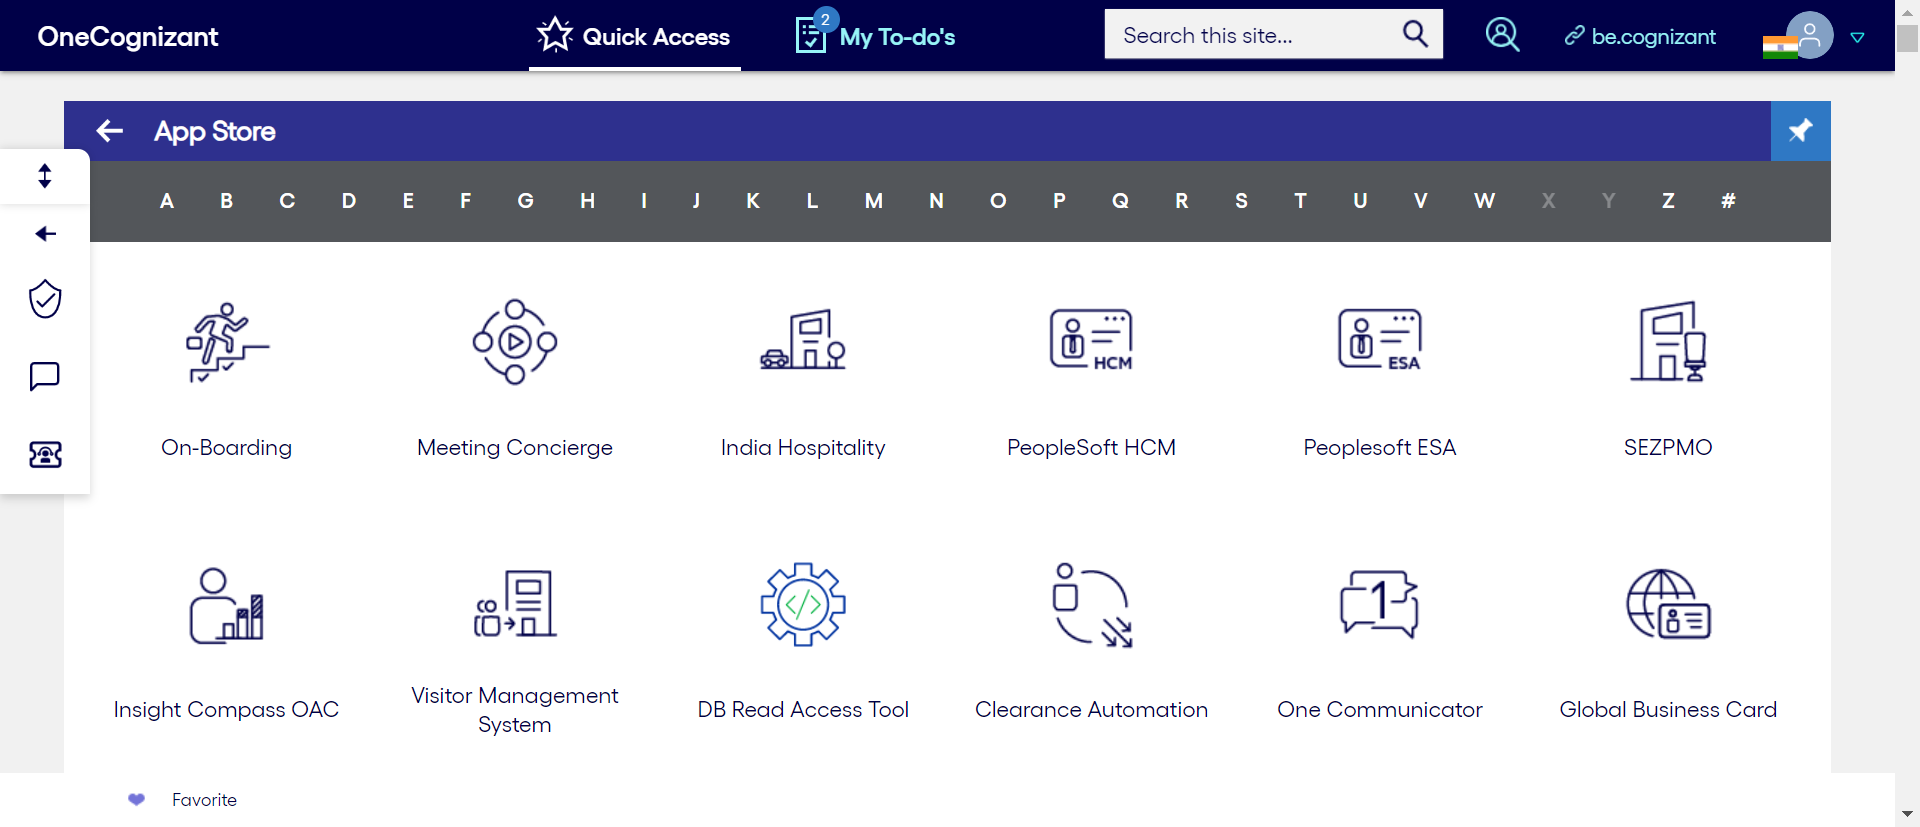 OneCognizant
Quick Access
2
My To-do's
Search this site...
be.cognizant
App Store
A B C D E F G H I J K L M N O P Q R S T U V W X Y Z #
HCM
ESA
On-Boarding
Meeting Concierge
India Hospitality
PeopleSoft HCM
Peoplesoft ESA
SEZPMO
</>
1
Insight Compass OAC
Visitor Management
System
DB Read Access Tool
Clearance Automation
One Communicator
Global Business Card
Favorite